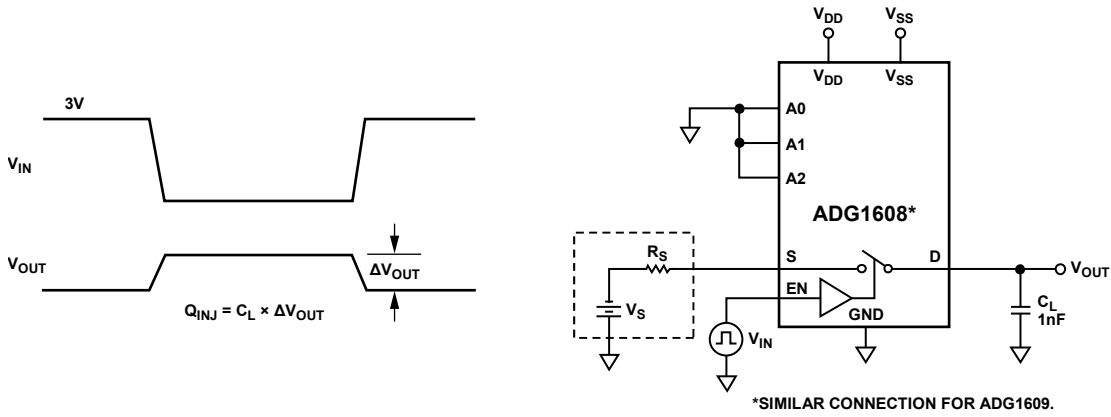 3V
VIN
VOUT
ΔVOUT
QINJ = CL × ΔVOUT
VDD VSS
VDD VSS
A0
A1
A2
ADG1608*
RS
S D
VOUT
EN
VS
GND
CL
1nF
VIN
*SIMILAR CONNECTION FOR ADG1609.